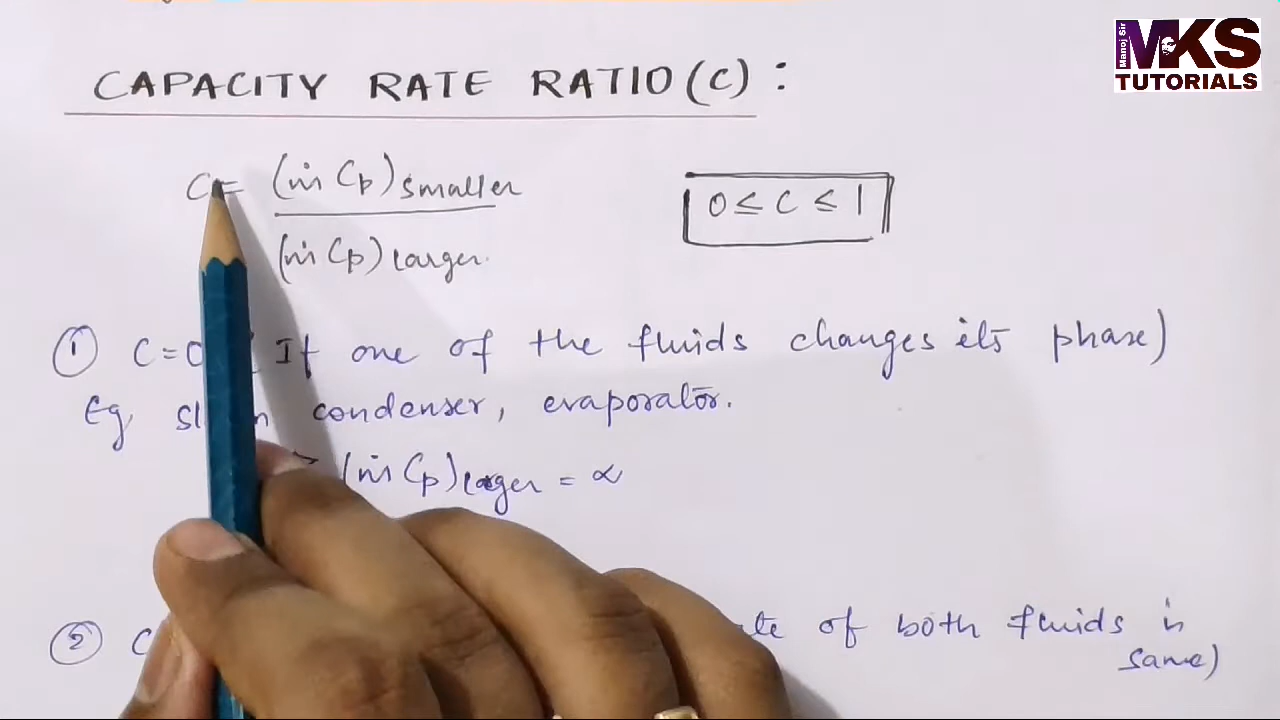 Manoj Sir
MKS
TUTORIALS
CAPACITY RATE RATIO (C) :
C = (ṁ Cp) smaller
(ṁ Cp) larger
0 ≤ C ≤ 1
① C = 0 If one of the fluids changes its phase)
Eg condenser, evaporator.
(ṁ Cp) larger = ∝
② C of both fluids is
same)